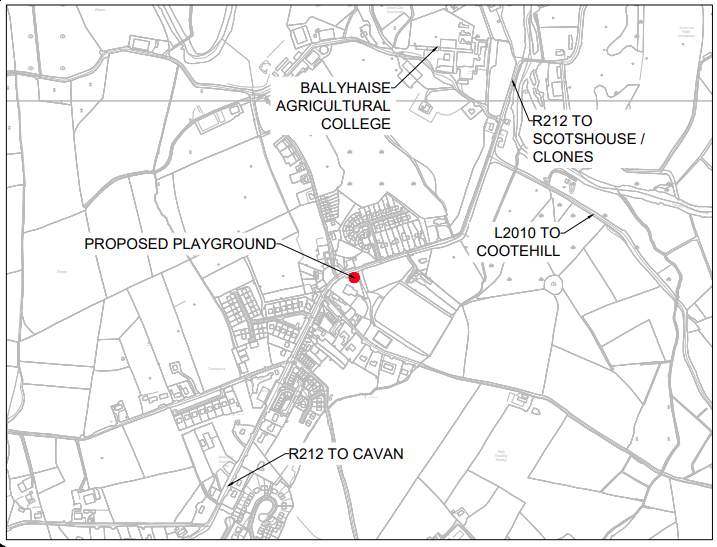 BALLYHAISE
AGRICULTURAL
COLLEGE
R212 TO
SCOTSHOUSE /
CLONES
L2010 TO
COOTEHILL
PROPOSED PLAYGROUND
R212 TO CAVAN